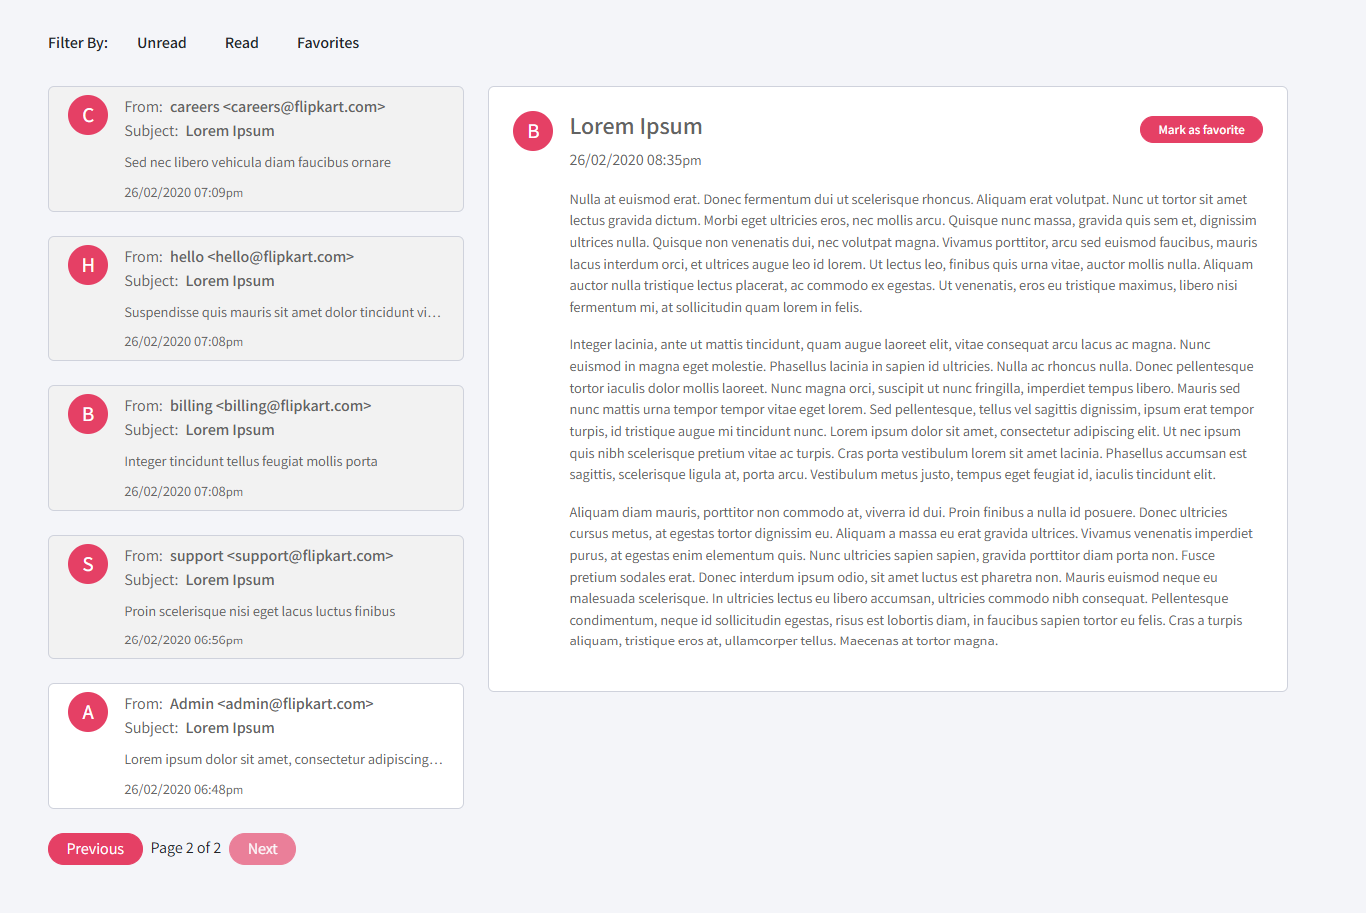 Filter By: Unread Read Favorites
C
From: careers <careers@flipkart.com>
Subject: Lorem Ipsum
Sed nec libero vehicula diam faucibus ornare
26/02/2020 07:09pm
H
From: hello <hello@flipkart.com>
Subject: Lorem Ipsum
Suspendisse quis mauris sit amet dolor tincidunt vi…
26/02/2020 07:08pm
B
From: billing <billing@flipkart.com>
Subject: Lorem Ipsum
Integer tincidunt tellus feugiat mollis porta
26/02/2020 07:08pm
S
From: support <support@flipkart.com>
Subject: Lorem Ipsum
Proin scelerisque nisi eget lacus luctus finibus
26/02/2020 06:56pm
A
From: Admin <admin@flipkart.com>
Subject: Lorem Ipsum
Lorem ipsum dolor sit amet, consectetur adipiscing…
26/02/2020 06:48pm
Previous Page 2 of 2 Next
B
Lorem Ipsum
Mark as favorite
26/02/2020 08:35pm
Nulla at euismod erat. Donec fermentum dui ut scelerisque rhoncus. Aliquam erat volutpat. Nunc ut tortor sit amet
lectus gravida dictum. Morbi eget ultricies eros, nec mollis arcu. Quisque nunc massa, gravida quis sem et, dignissim
ultrices nulla. Quisque non venenatis dui, nec volutpat magna. Vivamus porttitor, arcu sed euismod faucibus, mauris
lacus interdum orci, et ultrices augue leo id lorem. Ut lectus leo, finibus quis urna vitae, auctor mollis nulla. Aliquam
auctor nulla tristique lectus placerat, ac commodo ex egestas. Ut venenatis, eros eu tristique maximus, libero nisi
fermentum mi, at sollicitudin quam lorem in felis.
Integer lacinia, ante ut mattis tincidunt, quam augue laoreet elit, vitae consequat arcu lacus ac magna. Nunc
euismod in magna eget molestie. Phasellus lacinia in sapien id ultricies. Nulla ac rhoncus nulla. Donec pellentesque
tortor iaculis dolor mollis laoreet. Nunc magna orci, suscipit ut nunc fringilla, imperdiet tempus libero. Mauris sed
nunc mattis urna tempor tempor vitae eget lorem. Sed pellentesque, tellus vel sagittis dignissim, ipsum erat tempor
turpis, id tristique augue mi tincidunt nunc. Lorem ipsum dolor sit amet, consectetur adipiscing elit. Ut nec ipsum
quis nibh scelerisque pretium vitae ac turpis. Cras porta vestibulum lorem sit amet lacinia. Phasellus accumsan est
sagittis, scelerisque ligula at, porta arcu. Vestibulum metus justo, tempus eget feugiat id, iaculis tincidunt elit.
Aliquam diam mauris, porttitor non commodo at, viverra id dui. Proin finibus a nulla id posuere. Donec ultricies
cursus metus, at egestas tortor dignissim eu. Aliquam a massa eu erat gravida ultrices. Vivamus venenatis imperdiet
purus, at egestas enim elementum quis. Nunc ultricies sapien sapien, gravida porttitor diam porta non. Fusce
pretium sodales erat. Donec interdum ipsum odio, sit amet luctus est pharetra non. Mauris euismod neque eu
malesuada scelerisque. In ultricies lectus eu libero accumsan, ultricies commodo nibh consequat. Pellentesque
condimentum, neque id sollicitudin egestas, risus est lobortis diam, in faucibus sapien tortor eu felis. Cras a turpis
aliquam, tristique eros at, ullamcorper tellus. Maecenas at tortor magna.